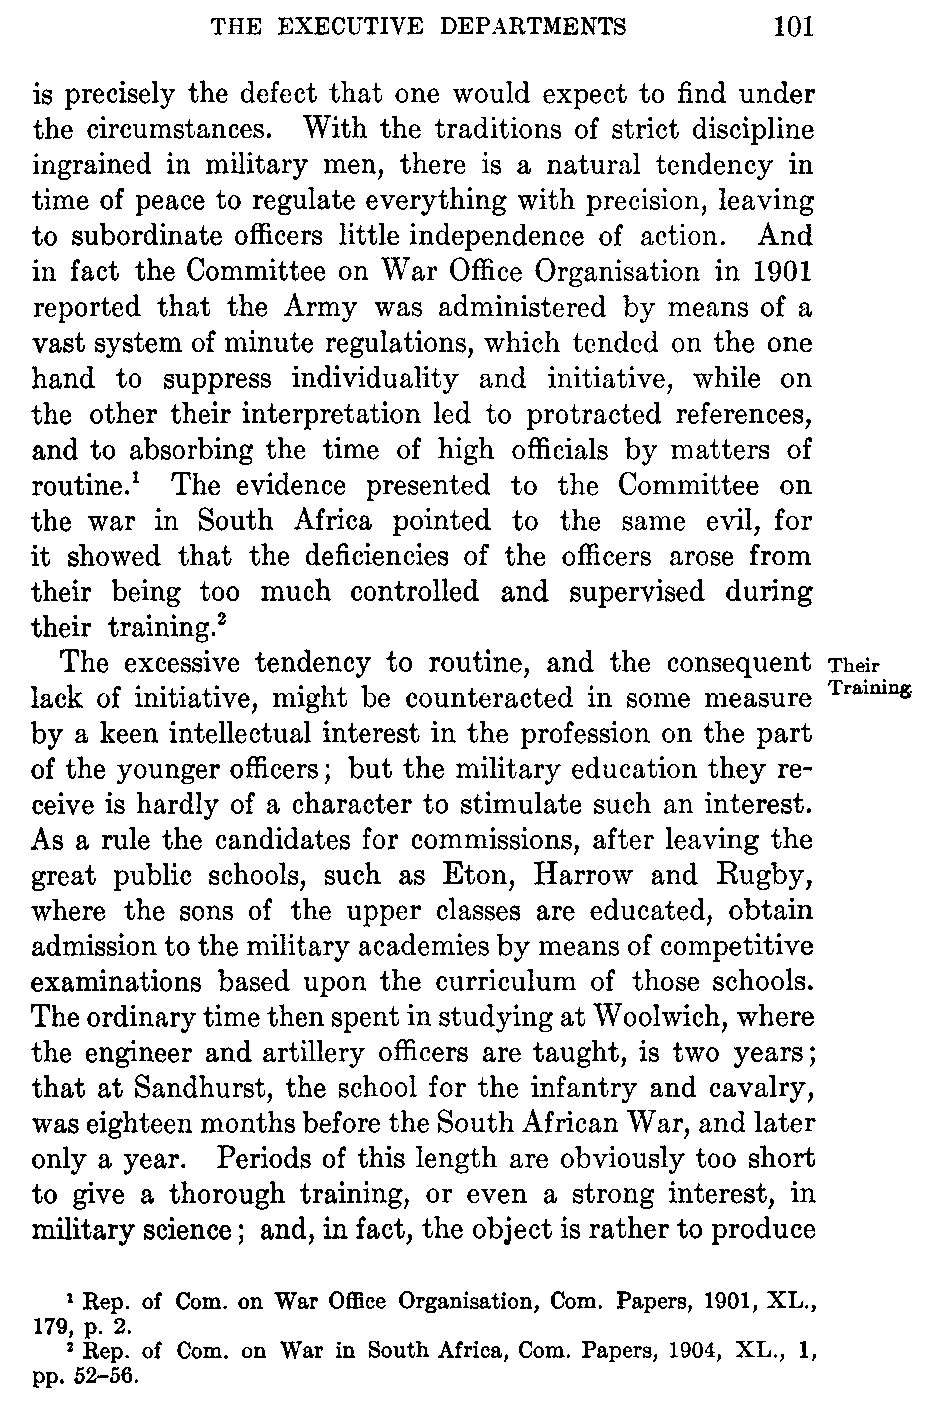 THE EXECUTIVE DEPARTMENTS 101
is precisely the defect that one would expect to find under
the circumstances. With the traditions of strict discipline
ingrained in military men, there is a natural tendency in
time of peace to regulate everything with precision, leaving
to subordinate officers little independence of action. And
in fact the Committee on War Office Organisation in 1901
reported that the Army was administered by means of a
vast system of minute regulations, which tended on the one
hand to suppress individuality and initiative, while on
the other their interpretation led to protracted references,
and to absorbing the time of high officials by matters of
routine.¹ The evidence presented to the Committee on
the war in South Africa pointed to the same evil, for
it showed that the deficiencies of the officers arose from
their being too much controlled and supervised during
their training.²
The excessive tendency to routine, and the consequent
lack of initiative, might be counteracted in some measure
by a keen intellectual interest in the profession on the part
of the younger officers; but the military education they re-
ceive is hardly of a character to stimulate such an interest.
As a rule the candidates for commissions, after leaving the
great public schools, such as Eton, Harrow and Rugby,
where the sons of the upper classes are educated, obtain
admission to the military academies by means of competitive
examinations based upon the curriculum of those schools.
The ordinary time then spent in studying at Woolwich, where
the engineer and artillery officers are taught, is two years;
that at Sandhurst, the school for the infantry and cavalry,
was eighteen months before the South African War, and later
only a year. Periods of this length are obviously too short
to give a thorough training, or even a strong interest, in
military science; and, in fact, the object is rather to produce
Their
Training
¹ Rep. of Com. on War Office Organisation, Com. Papers, 1901, XL.,
179, p. 2.
² Rep. of Com. on War in South Africa, Com. Papers, 1904, XL., 1,
pp. 52–56.